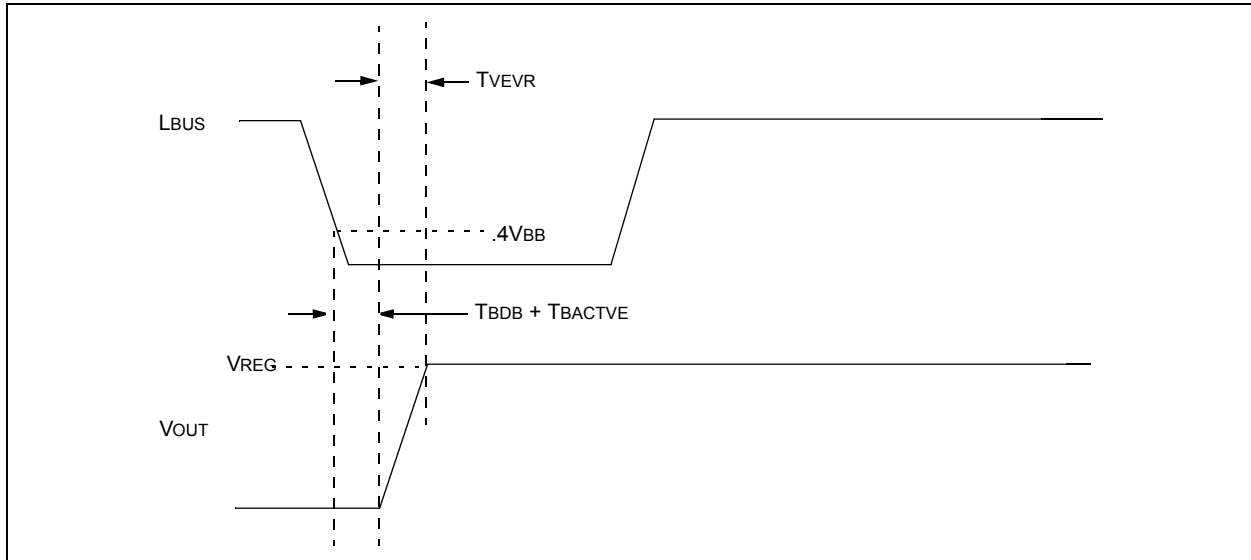 TVEVR
LBUS
.4VBB
TBDB + TBACTVE
VREG
VOUT